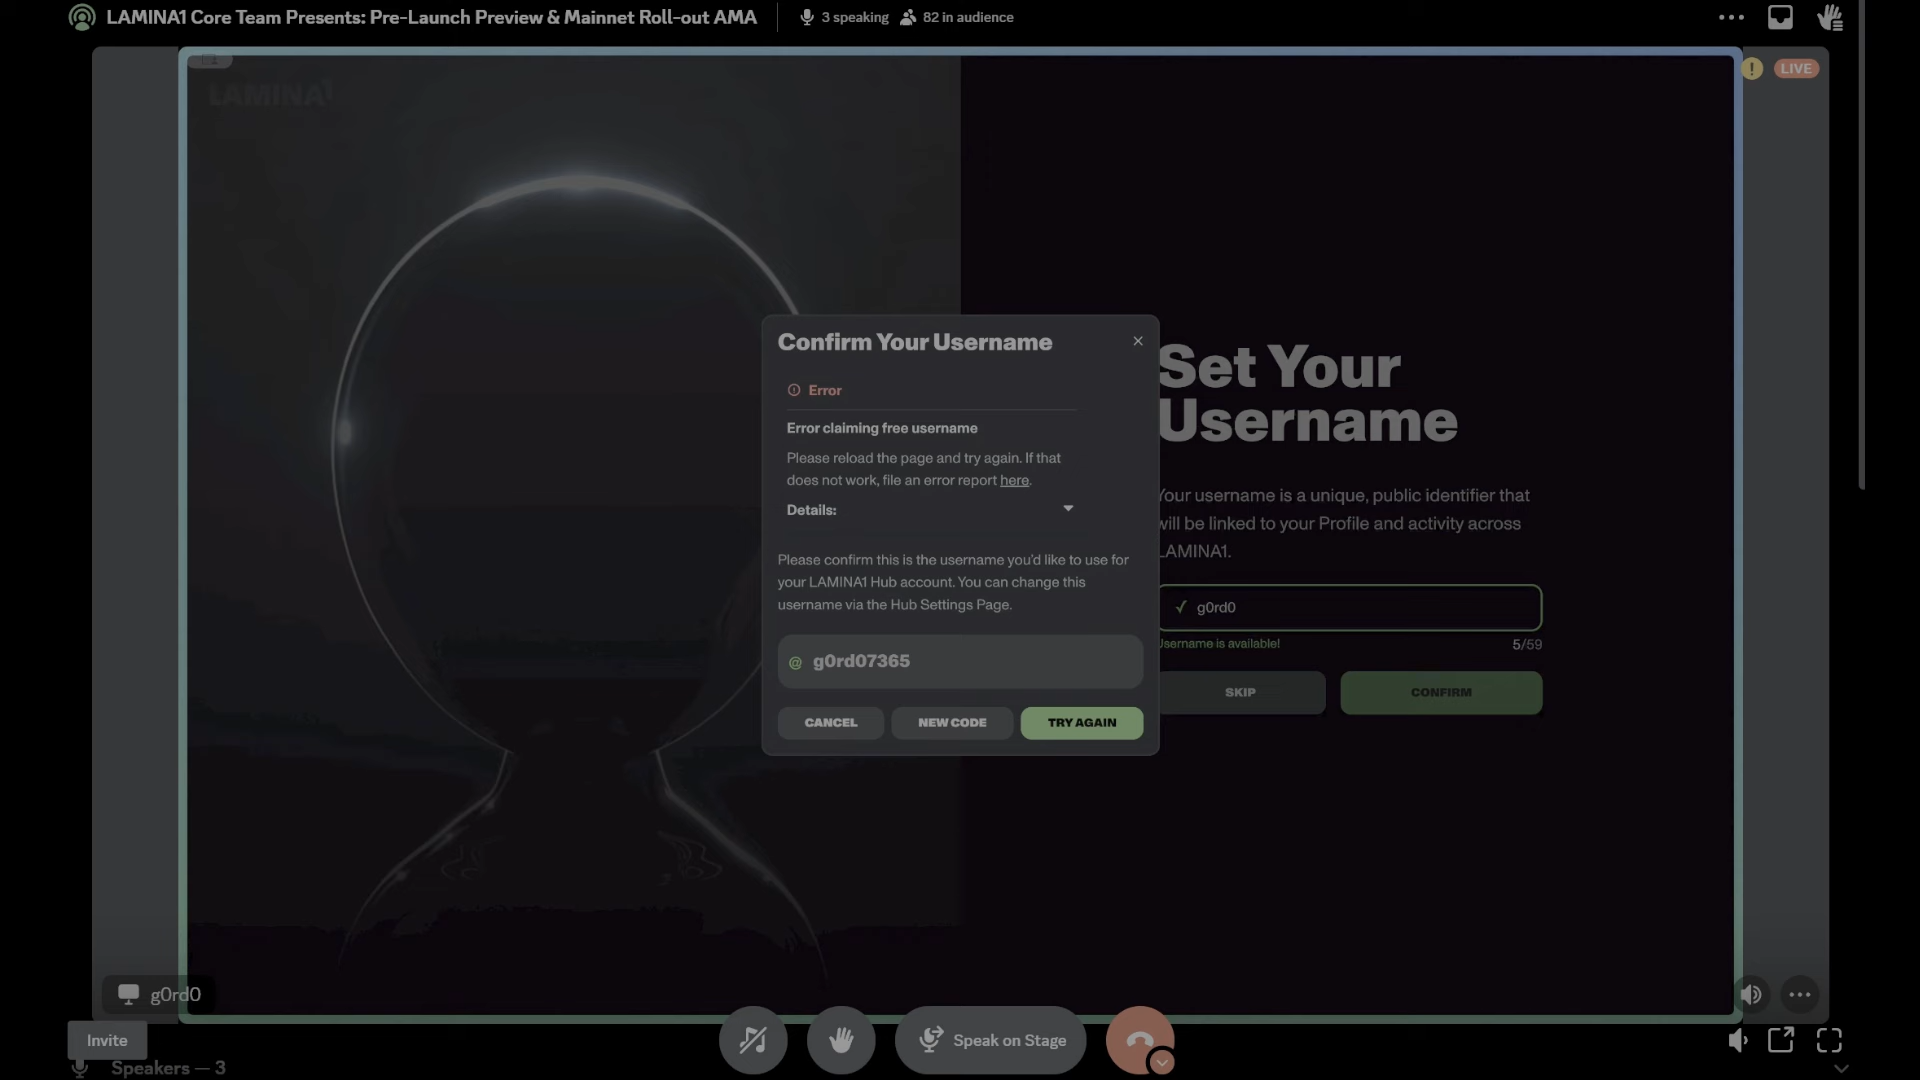 LAMINA1 Core Team Presents: Pre-Launch Preview & Mainnet Roll-out AMA
3 speaking
82 in audience
LIVE
LAMINA1
Confirm Your Username
Error
Error claiming free username
Please reload the page and try again. If that
does not work, file an error report here.
Details:
Please confirm this is the username you'd like to use for
your LAMINA1 Hub account. You can change this
username via the Hub Settings Page.
@ g0rd07365
CANCEL
NEW CODE
TRY AGAIN
Set Your
Username
Your username is a unique, public identifier that
will be linked to your Profile and activity across
LAMINA1.
g0rd0
Username is available!
5/59
SKIP
CONFIRM
g0rd0
Invite
Speak on Stage
Speakers — 3